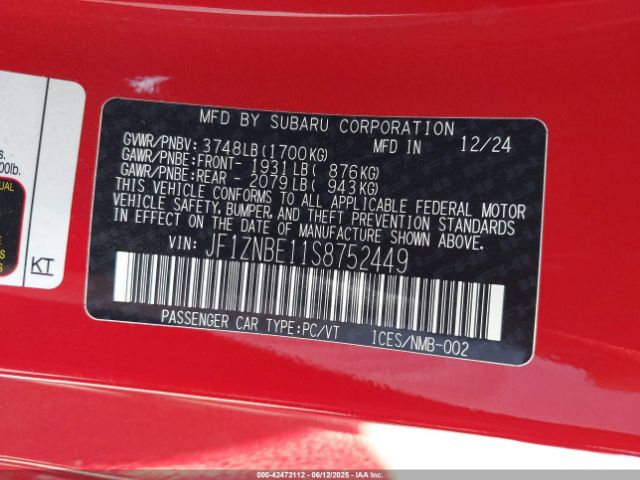 s.
00lb.
UAL
KT
MFD BY SUBARU CORPORATION
GVWR/PNBV: 3748LB(1700KG) MFD IN 12/24
GAWR/PNBE:FRONT- 1931LB( 876KG)
GAWR/PNBE:REAR - 2079LB( 943KG)
THIS VEHICLE CONFORMS TO ALL APPLICABLE FEDERAL MOTOR
VEHICLE SAFETY, BUMPER, AND THEFT PREVENTION STANDARDS
IN EFFECT ON THE DATE OF MANUFACTURE SHOWN ABOVE.
VIN: JF1ZNBE11S8752449
PASSENGER CAR TYPE:PC/VT ICES/NMB-002
000-42472112 - 06/12/2025 - IAA Inc.